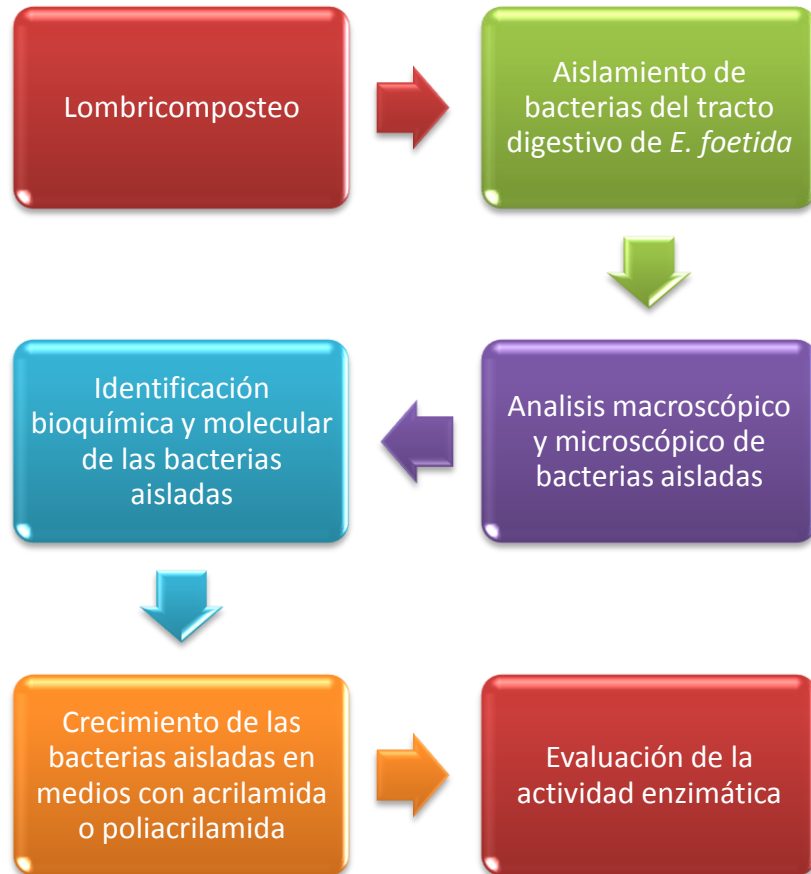 Lombricomposteo
Aislamiento de
bacterias del tracto
digestivo de E. foetida
Analisis macroscópico
y microscópico de
bacterias aisladas
Identificación
bioquímica y molecular
de las bacterias
aisladas
Crecimiento de las
bacterias aisladas en
medios con acrilamida
o poliacrilamida
Evaluación de la
actividad enzimática